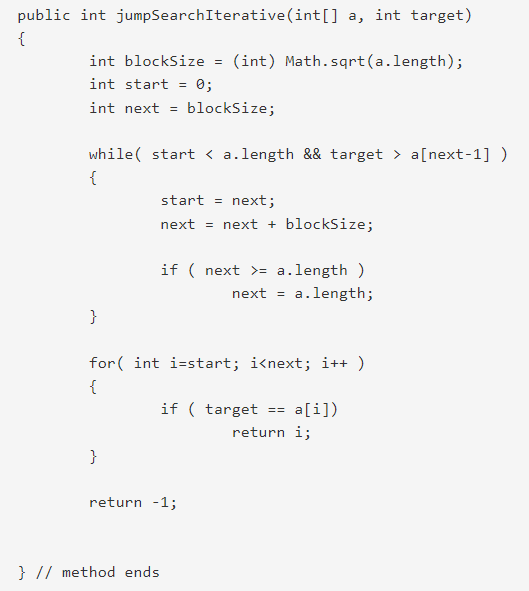 public int jumpSearchIterative(int[] a, int target)
{
        int blockSize = (int) Math.sqrt(a.length);
        int start = 0;
        int next = blockSize;

        while( start < a.length && target > a[next-1] )
        {
                start = next;
                next = next + blockSize;

                if ( next >= a.length )
                        next = a.length;
        }

        for( int i=start; i<next; i++ )
        {
                if ( target == a[i])
                        return i;
        }

        return -1;


} // method ends